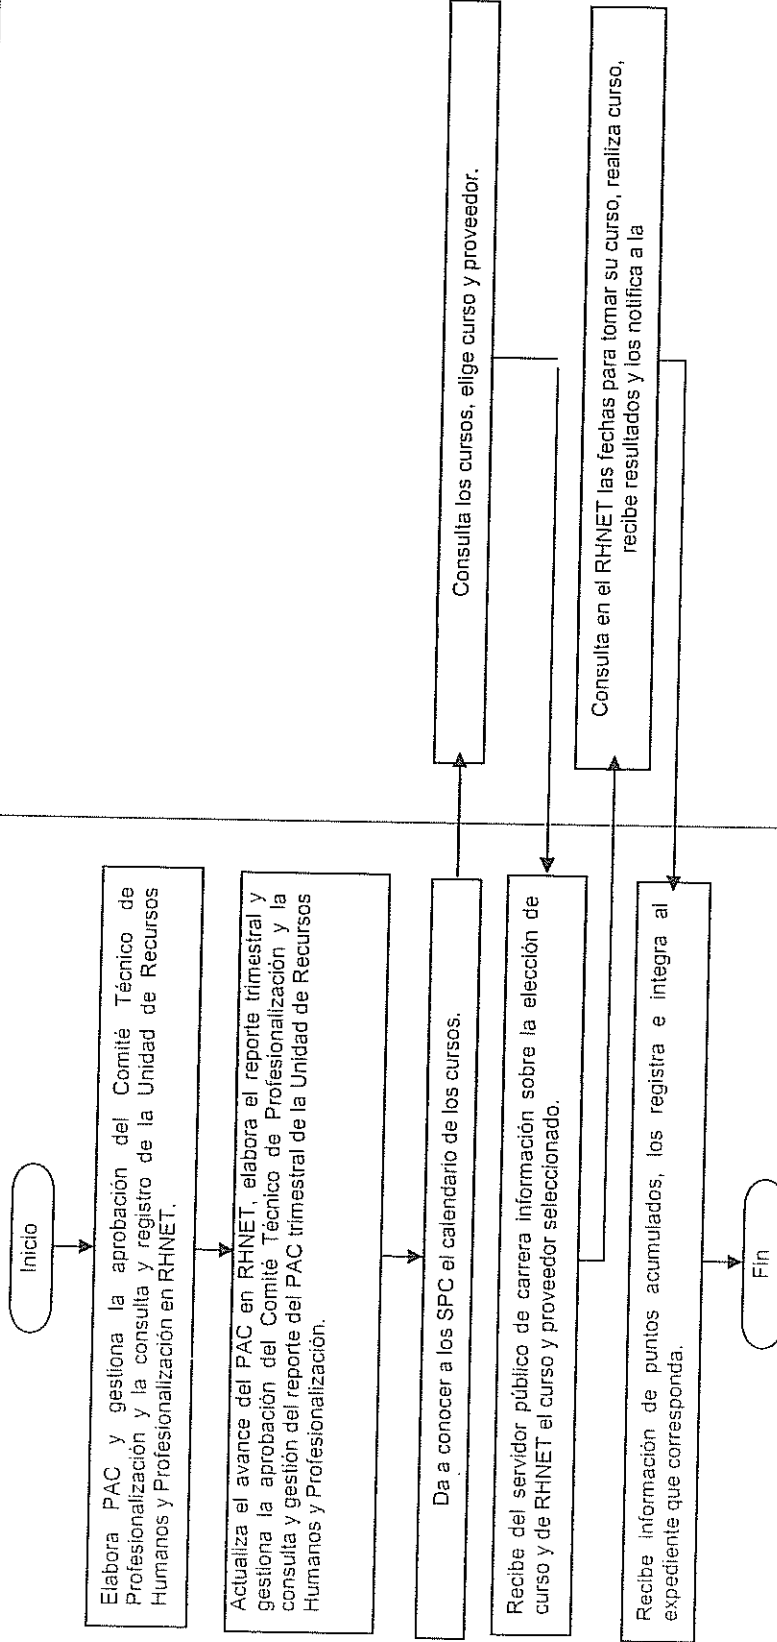 Inicio
Elabora PAC y gestiona la aprobación del Comité Técnico de
Profesionalización y la consulta y registro de la Unidad de Recursos
Humanos y Profesionalización en RHNET.
Actualiza el avance del PAC en RHNET, elabora el reporte trimestral y
gestiona la aprobación del Comité Técnico de Profesionalización y la
consulta y gestión del reporte del PAC trimestral de la Unidad de Recursos
Humanos y Profesionalización.
Da a conocer a los SPC el calendario de los cursos.
Consulta los cursos, elige curso y proveedor.
Recibe del servidor público de carrera información sobre la elección de
curso y de RHNET el curso y proveedor seleccionado.
Consulta en el RHNET las fechas para tomar su curso, realiza curso,
recibe resultados y los notifica a la
Recibe Información de puntos acumulados, los registra e integra al
expediente que corresponda.
Fin